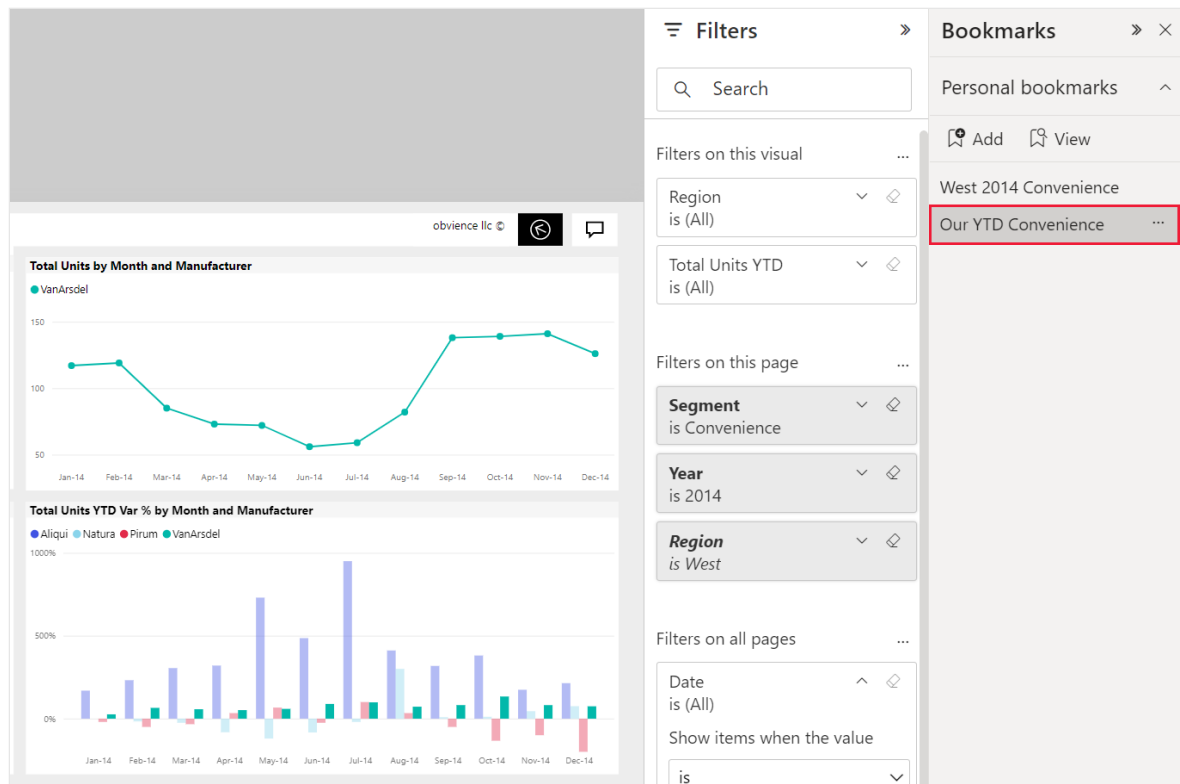 obvience llc ©
Total Units by Month and Manufacturer
VanArsdel
150
100
50
Jan-14 Feb-14 Mar-14 Apr-14 May-14 Jun-14 Jul-14 Aug-14 Sep-14 Oct-14 Nov-14 Dec-14
Total Units YTD Var % by Month and Manufacturer
Aliqui Natura Pirum VanArsdel
1000%
500%
0%
Jan-14 Feb-14 Mar-14 Apr-14 May-14 Jun-14 Jul-14 Aug-14 Sep-14 Oct-14 Nov-14 Dec-14
Filters
Search
Filters on this visual
...
Region
is (All)
Total Units YTD
is (All)
Filters on this page
...
Segment
is Convenience
Year
is 2014
Region
is West
Filters on all pages
...
Date
is (All)
Show items when the value
is
Bookmarks
Personal bookmarks
Add View
West 2014 Convenience
Our YTD Convenience ...